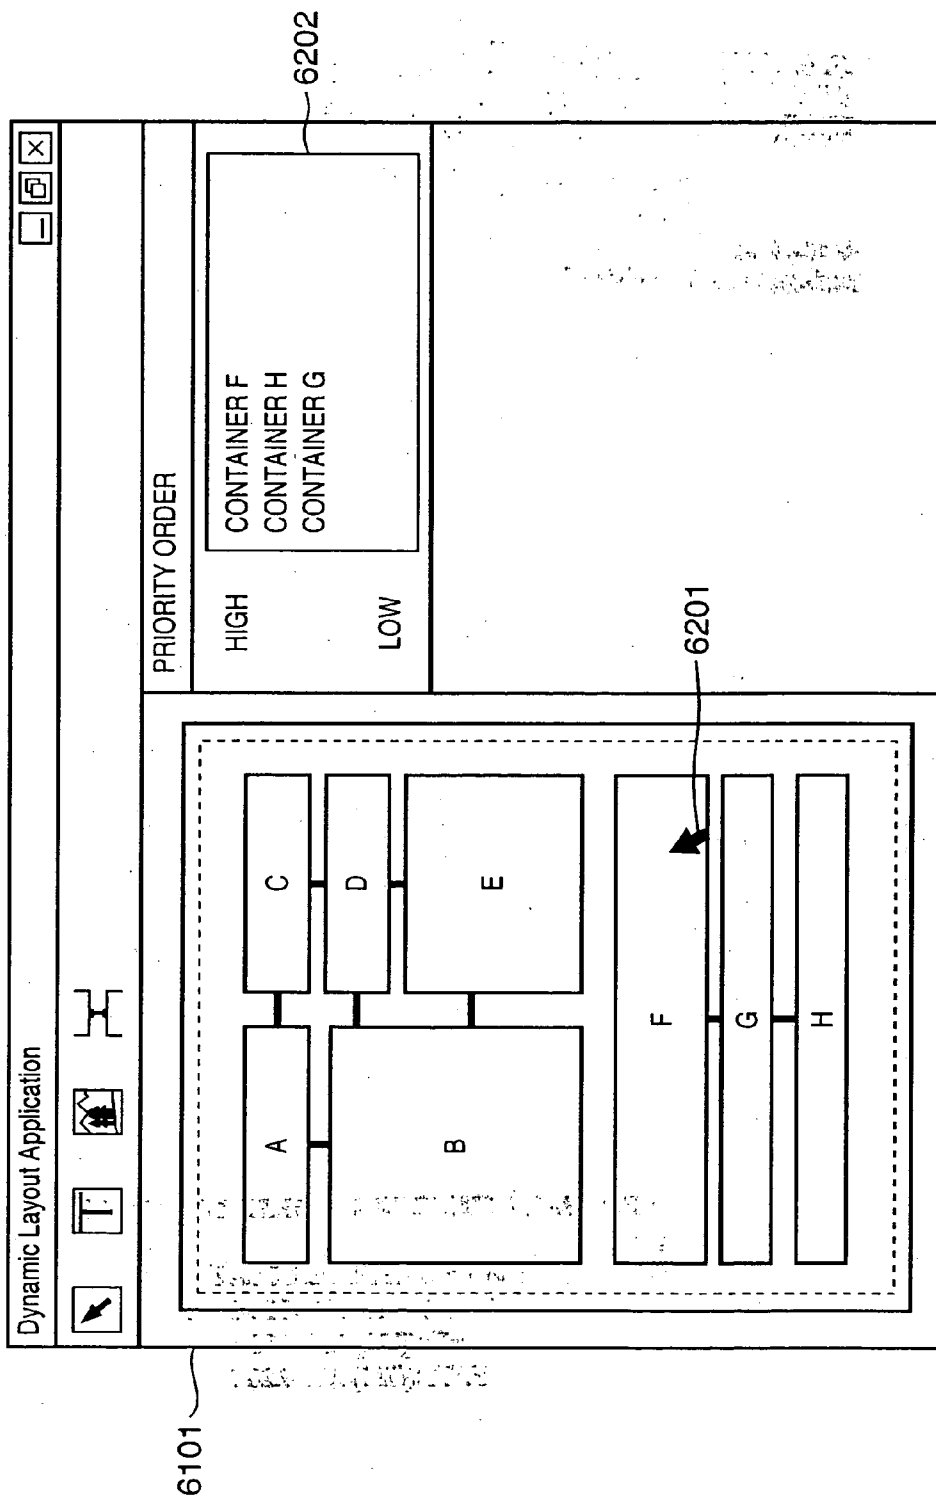 Dynamic Layout Application
T
PRIORITY ORDER
HIGH
CONTAINER F
CONTAINER H
CONTAINER G
LOW
A
C
D
B
E
F
G
H
6101
6201
6202